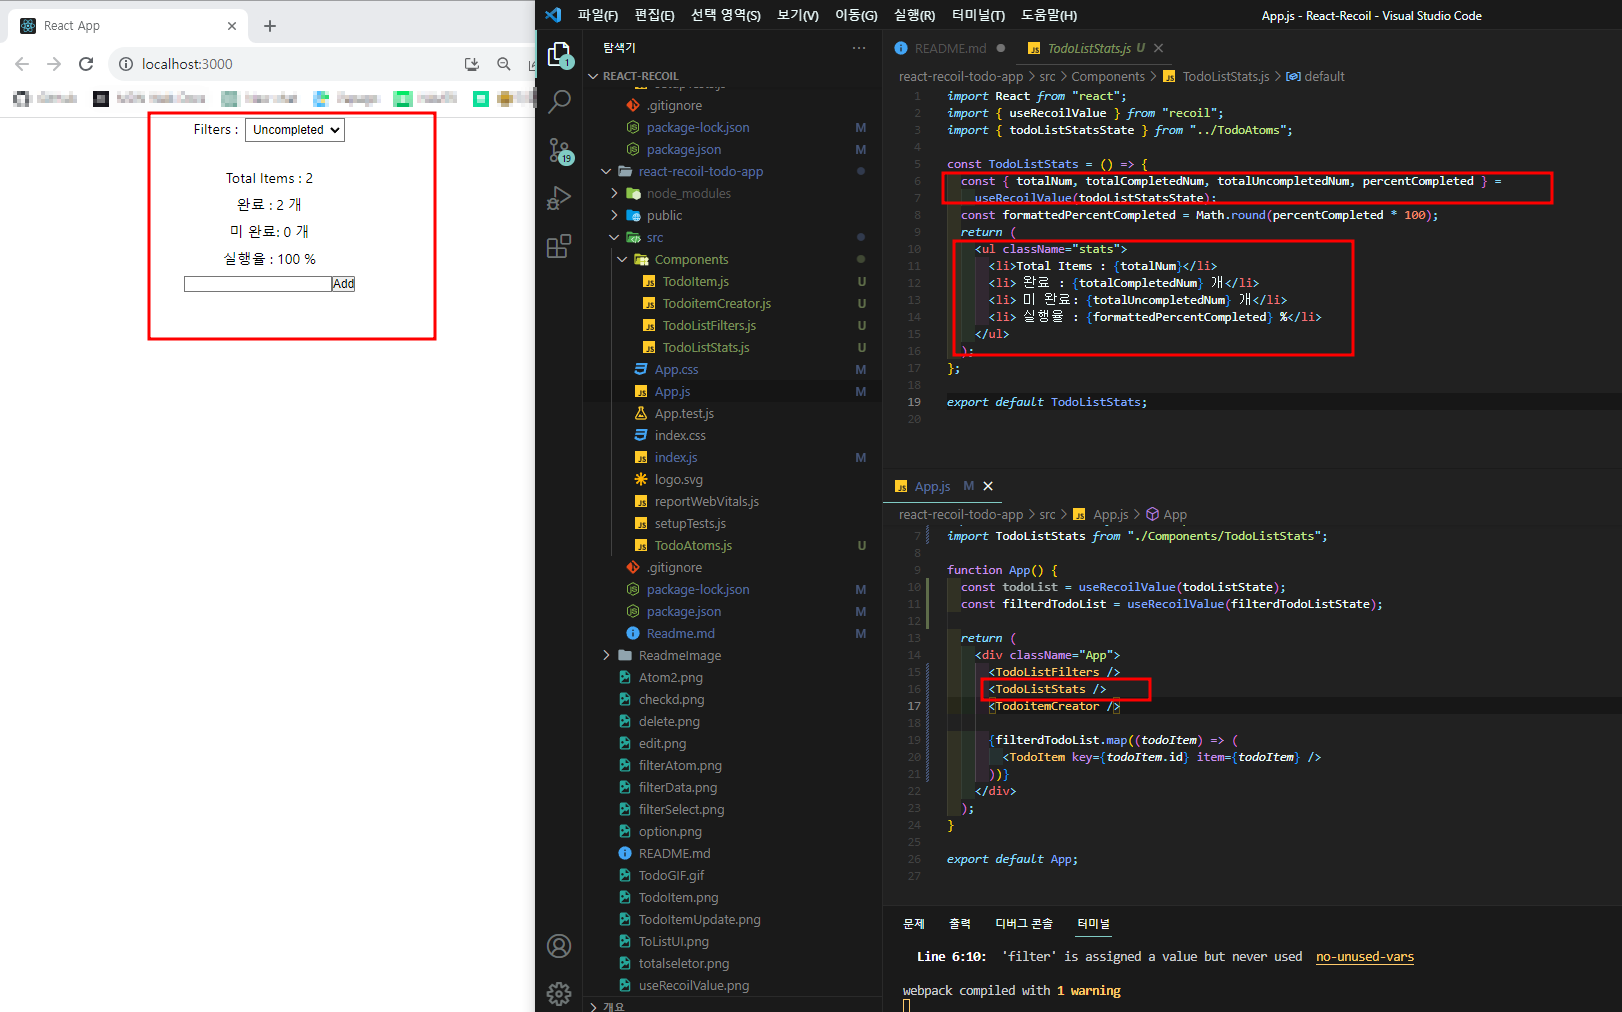 React App
localhost:3000
Filters : Uncompleted
Total Items : 2
완료 : 2 개
미 완료: 0 개
실행율 : 100 %
Add
파일(F) 편집(E) 선택 영역(S) 보기(V) 이동(G) 실행(R) 터미널(T) 도움말(H)
App.js - React-Recoil - Visual Studio Code
1
19
탐색기
REACT-RECOIL
setupTests.js
.gitignore
package-lock.json M
package.json M
react-recoil-todo-app
node_modules
public
src
Components
TodoItem.js U
TodoitemCreator.js U
TodoListFilters.js U
TodoListStats.js U
App.css M
App.js M
App.test.js
index.css
index.js M
logo.svg
reportWebVitals.js
setupTests.js
TodoAtoms.js U
.gitignore
package-lock.json M
package.json M
Readme.md M
ReadmeImage
Atom2.png
checkd.png
delete.png
edit.png
filterAtom.png
filterData.png
filterSelect.png
option.png
README.md
TodoGIF.gif
TodoItem.png
TodoItemUpdate.png
ToListUI.png
totalseletor.png
useRecoilValue.png
개요
README.md
TodoListStats.js U
react-recoil-todo-app > src > Components > TodoListStats.js > default
1 import React from "react";
2 import { useRecoilValue } from "recoil";
3 import { todoListStatsState } from "../TodoAtoms";
4
5 const TodoListStats = () => {
6 const { totalNum, totalCompletedNum, totalUncompletedNum, percentCompleted } =
7 useRecoilValue(todoListStatsState);
8 const formattedPercentCompleted = Math.round(percentCompleted * 100);
9 return (
10 <ul className="stats">
11 <li>Total Items : {totalNum}</li>
12 <li> 완료 : {totalCompletedNum} 개</li>
13 <li> 미 완료: {totalUncompletedNum} 개</li>
14 <li> 실행율 : {formattedPercentCompleted} %</li>
15 </ul>
16 );
17 };
18
19 export default TodoListStats;
20
App.js M
react-recoil-todo-app > src > App.js > App
7 import TodoListStats from "./Components/TodoListStats";
8
9 function App() {
10 const todoList = useRecoilValue(todoListState);
11 const filterdTodoList = useRecoilValue(filterdTodoListState);
12
13 return (
14 <div className="App">
15 <TodoListFilters />
16 <TodoListStats />
17 <TodoitemCreator />
18
19 {filterdTodoList.map((todoItem) => (
20 <TodoItem key={todoItem.id} item={todoItem} />
21 ))}
22 </div>
23 );
24 }
25
26 export default App;
27
문제 출력 디버그 콘솔 터미널
Line 6:10: 'filter' is assigned a value but never used no-unused-vars
webpack compiled with 1 warning